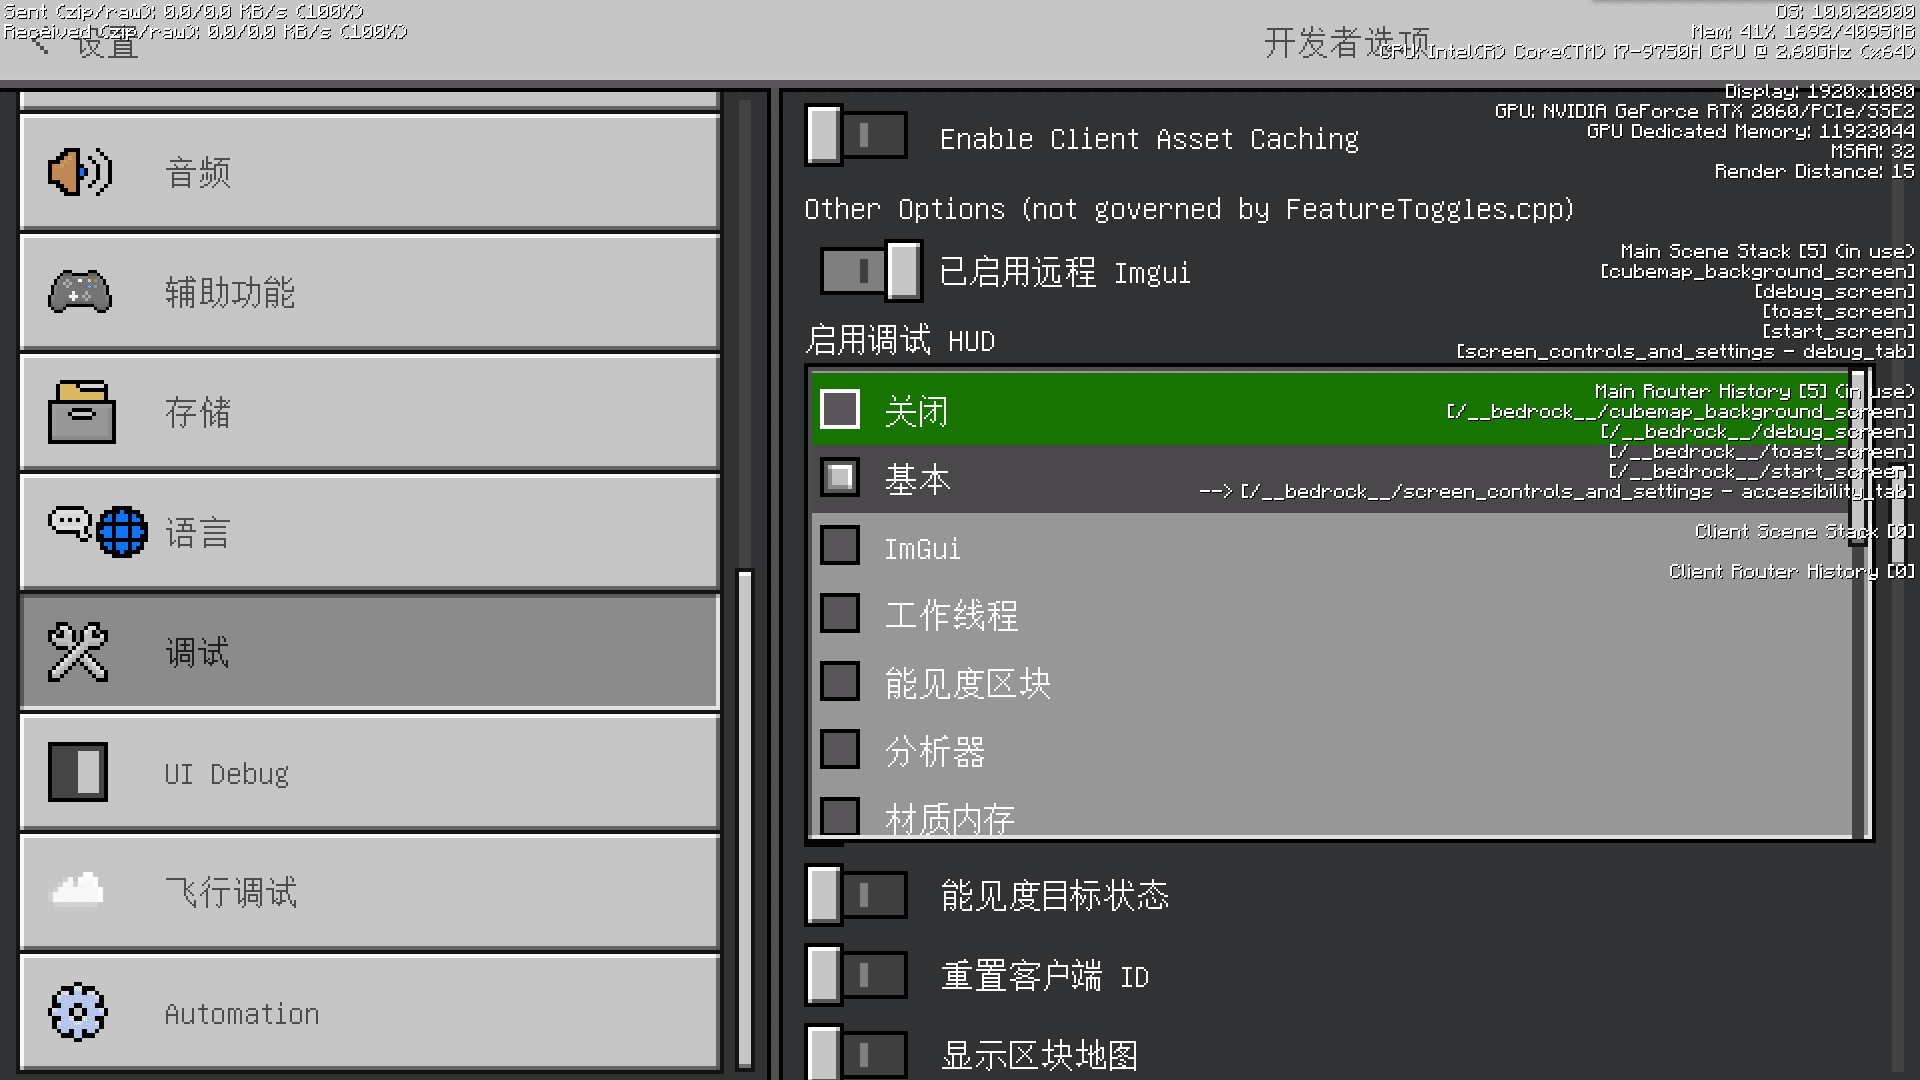 Sent (zip/raw): 0.0/0.0 KB/s (100%)
Received (zip/raw): 0.0/0.0 KB/s (100%)
设置
开发者选项
OS: 10.0.22000
Mem: 41% 1692/4095MB
CPU: Intel(R) Core(TM) i7-9750H CPU @ 2.60GHz (x64)
Display: 1920x1080
GPU: NVIDIA GeForce RTX 2060/PCIe/SSE2
GPU Dedicated Memory: 11923044
MSAA: 32
Render Distance: 15
Main Scene Stack [5] (in use)
[cubemap_background_screen]
[debug_screen]
[toast_screen]
[start_screen]
[screen_controls_and_settings - debug_tab]
Main Router History [5] (in use)
[/__bedrock__/cubemap_background_screen]
[/__bedrock__/debug_screen]
[/__bedrock__/toast_screen]
[/__bedrock__/start_screen]
--> [/__bedrock__/screen_controls_and_settings - accessibility_tab]
Client Scene Stack [0]
Client Router History [0]
音频
辅助功能
存储
语言
调试
UI Debug
飞行调试
Automation
Enable Client Asset Caching
Other Options (not governed by FeatureToggles.cpp)
已启用远程 Imgui
启用调试 HUD
关闭
基本
ImGui
工作线程
能见度区块
分析器
材质内存
能见度目标状态
重置客户端 ID
显示区块地图